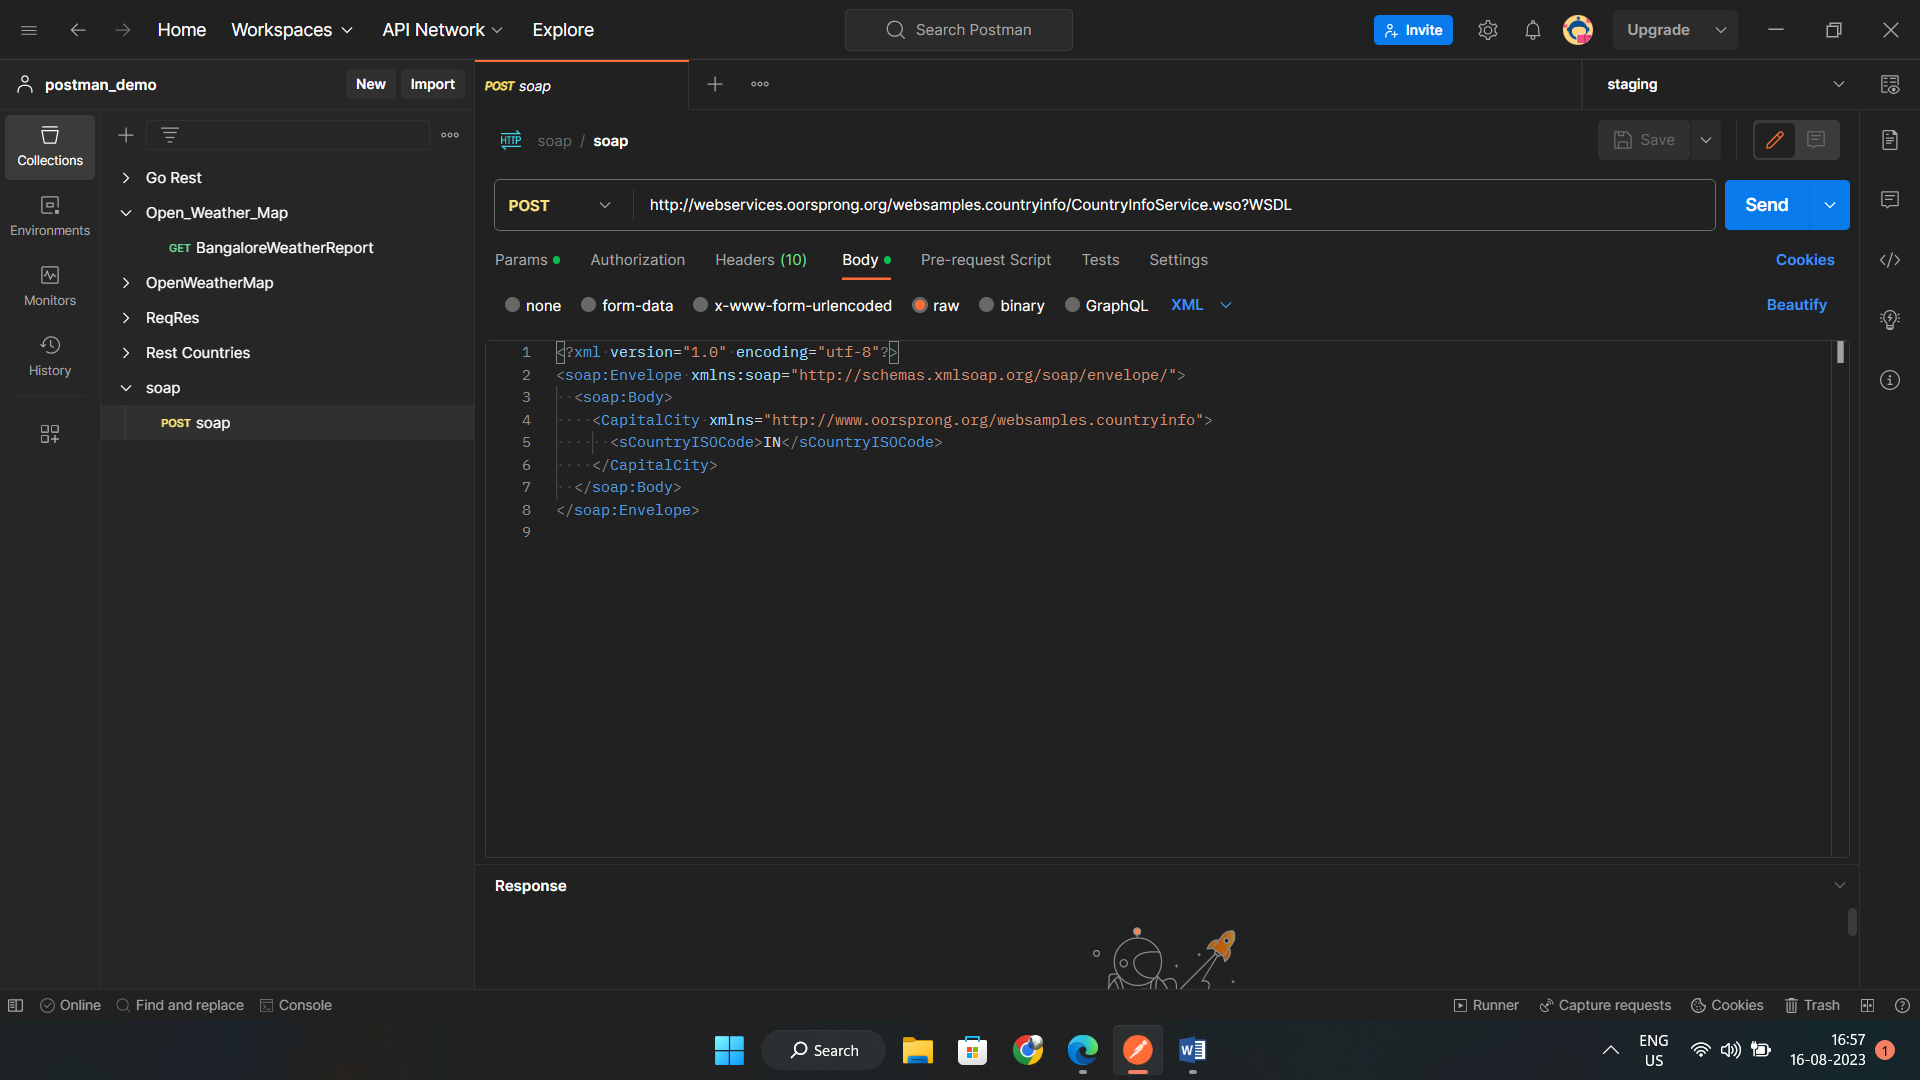 Home
Workspaces
API Network
Explore
Search Postman
Invite
Upgrade
postman_demo
New
Import
POST soap
staging
Collections
Environments
Monitors
History
Go Rest
Open_Weather_Map
GET BangaloreWeatherReport
OpenWeatherMap
ReqRes
Rest Countries
soap
POST soap
HTTP soap / soap
Save
POST
http://webservices.oorsprong.org/websamples.countryinfo/CountryInfoService.wso?WSDL
Send
Params
Authorization
Headers (10)
Body
Pre-request Script
Tests
Settings
Cookies
none
form-data
x-www-form-urlencoded
raw
binary
GraphQL
XML
Beautify
1 <?xml version="1.0" encoding="utf-8"?>
2 <soap:Envelope xmlns:soap="http://schemas.xmlsoap.org/soap/envelope/">
3 <soap:Body>
4 <CapitalCity xmlns="http://www.oorsprong.org/websamples.countryinfo">
5 <sCountryISOCode>IN</sCountryISOCode>
6 </CapitalCity>
7 </soap:Body>
8 </soap:Envelope>
9
Response
Online
Find and replace
Console
Runner
Capture requests
Cookies
Trash
Search
ENG
US
16:57
16-08-2023
1